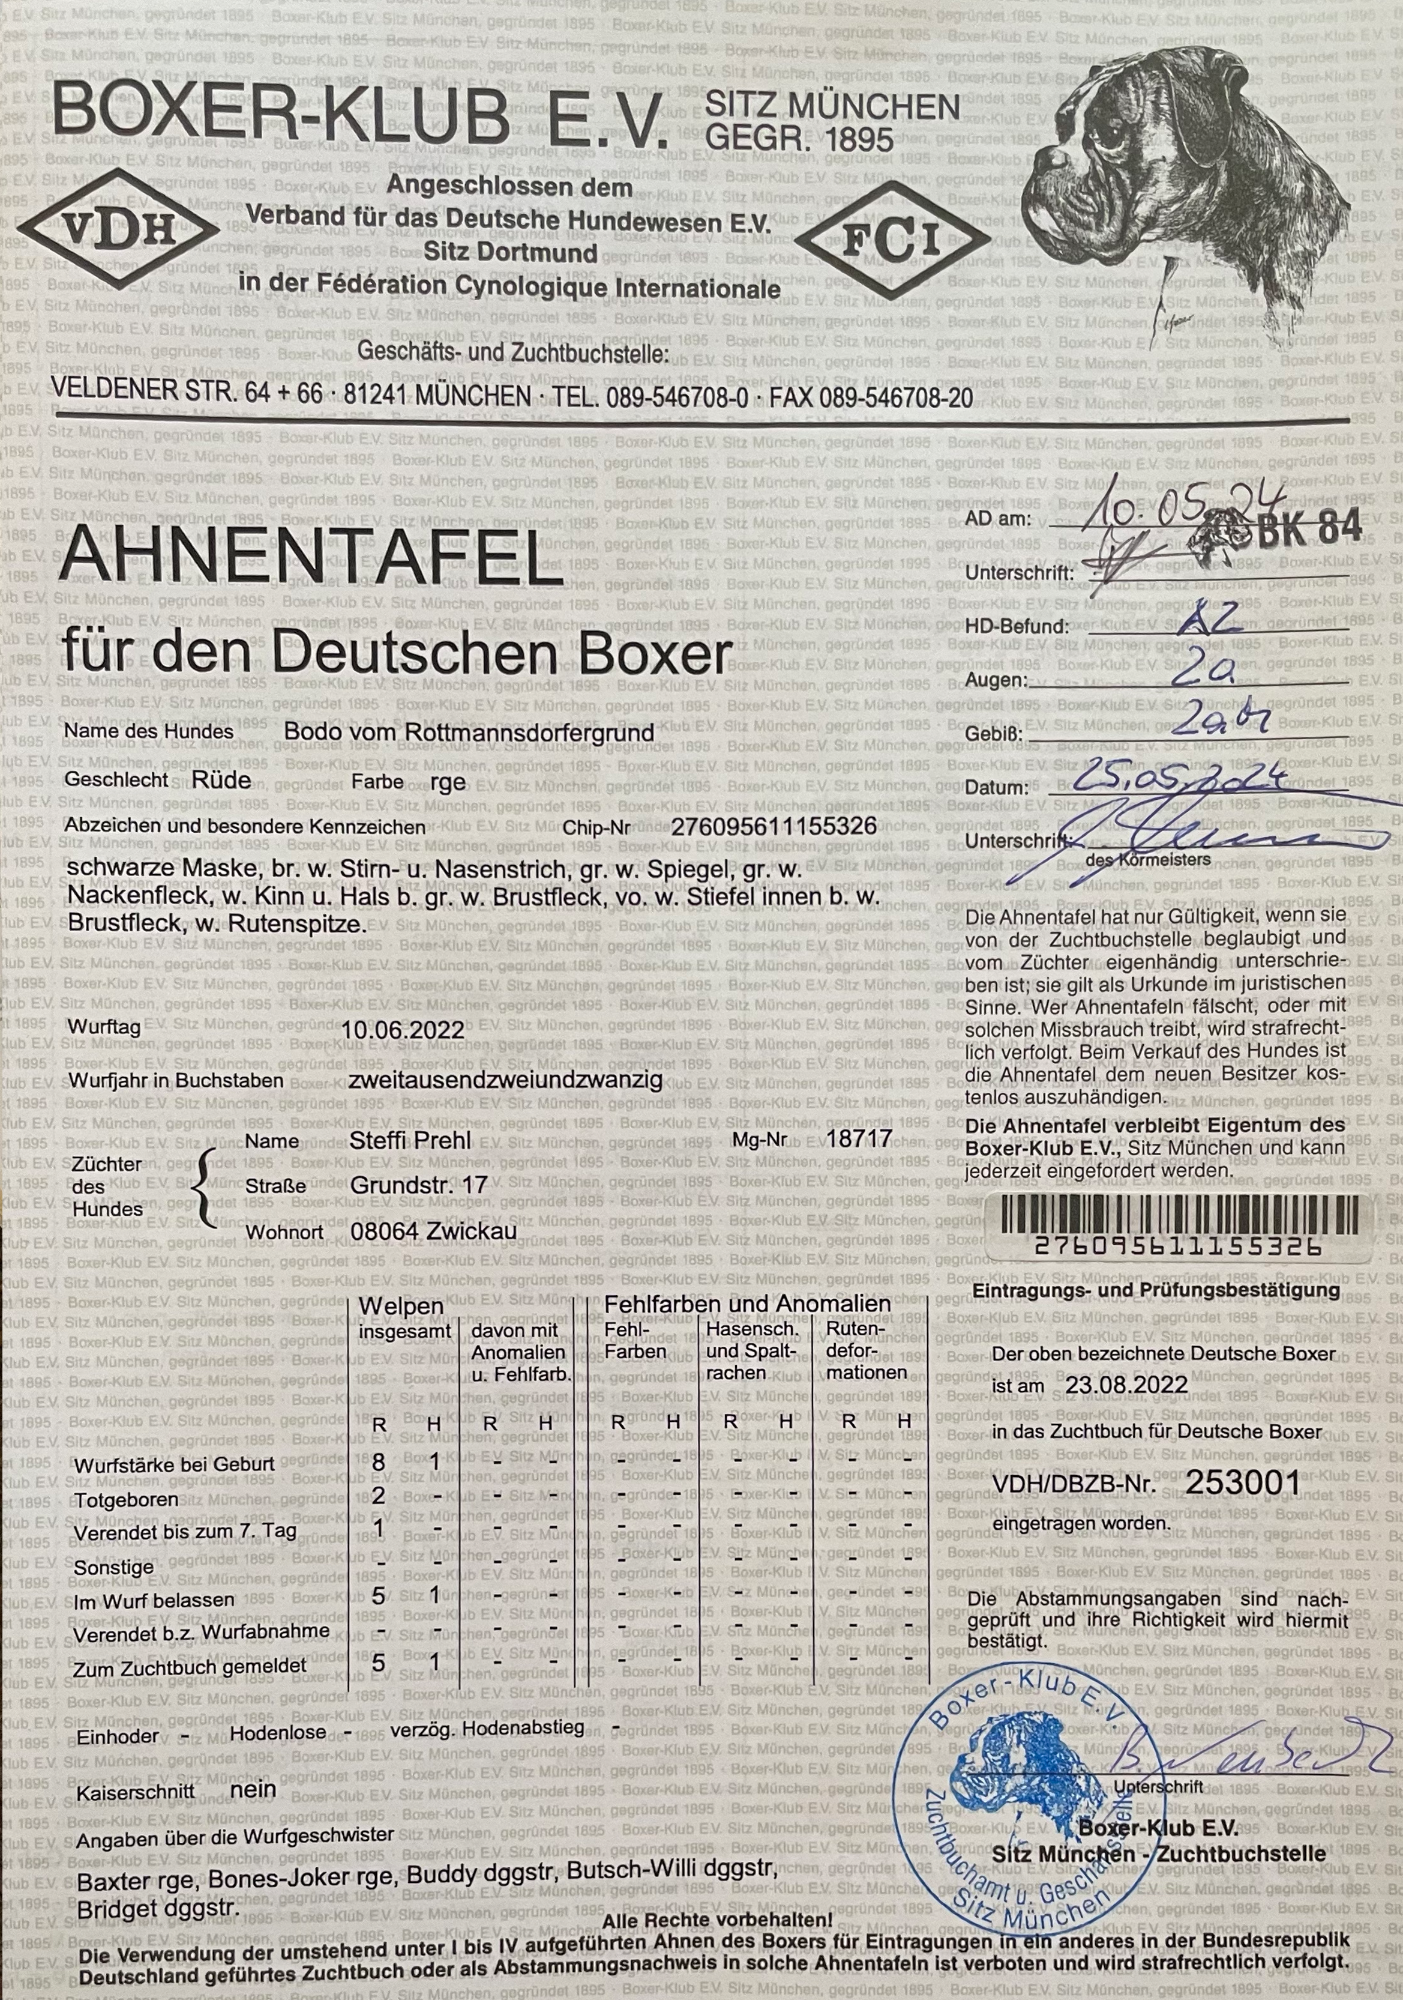 BOXER-KLUB E.V. SITZ MÜNCHEN
GEGR. 1895
VDH
Angeschlossen dem
Verband für das Deutsche Hundewesen E.V.
Sitz Dortmund
in der Fédération Cynologique Internationale
FCI
Geschäfts- und Zuchtbuchstelle:
VELDENER STR. 64 + 66 · 81241 MÜNCHEN · TEL. 089-546708-0 · FAX 089-546708-20
AHNENTAFEL
für den Deutschen Boxer
AD am: 10.05.24
BK 84
Unterschrift:
HD-Befund: A2
Augen: 2a
Gebiß: 2a br
Datum: 25.05.2024
Unterschrift:
des Körmeisters
Name des Hundes Bodo vom Rottmannsdorfergrund
Geschlecht Rüde Farbe rge
Abzeichen und besondere Kennzeichen Chip-Nr 276095611155326
schwarze Maske, br. w. Stirn- u. Nasenstrich, gr. w. Spiegel, gr. w.
Nackenfleck, w. Kinn u. Hals b. gr. w. Brustfleck, vo. w. Stiefel innen b. w.
Brustfleck, w. Rutenspitze.
Wurftag 10.06.2022
Wurfjahr in Buchstaben zweitausendzweiundzwanzig
Züchter
des
Hundes
Name Steffi Prehl Mg-Nr 18717
Straße Grundstr. 17
Wohnort 08064 Zwickau
Die Ahnentafel hat nur Gültigkeit, wenn sie
von der Zuchtbuchstelle beglaubigt und
vom Züchter eigenhändig unterschrie-
ben ist; sie gilt als Urkunde im juristischen
Sinne. Wer Ahnentafeln fälscht, oder mit
solchen Missbrauch treibt, wird strafrecht-
lich verfolgt. Beim Verkauf des Hundes ist
die Ahnentafel dem neuen Besitzer kos-
tenlos auszuhändigen.
Die Ahnentafel verbleibt Eigentum des
Boxer-Klub E.V., Sitz München und kann
jederzeit eingefordert werden.
276095611155326
Welpen
insgesamt
davon mit
Anomalien
u. Fehlfarb.
Fehlfarben und Anomalien
Fehl-
Farben
Hasensch.
und Spalt-
rachen
Ruten-
defor-
mationen
R H R H R H R H R H
Wurfstärke bei Geburt 8 1 - - - - - - - -
Totgeboren 2 - - - - - - - - -
Verendet bis zum 7. Tag 1 - - - - - - - - -
Sonstige - - - - - - - - - -
Im Wurf belassen 5 1 - - - - - - - -
Verendet b.z. Wurfabnahme - - - - - - - - - -
Zum Zuchtbuch gemeldet 5 1 - - - - - - - -
Einhoder - Hodenlose - verzög. Hodenabstieg -
Kaiserschnitt nein
Angaben über die Wurfgeschwister
Baxter rge, Bones-Joker rge, Buddy dggstr, Butsch-Willi dggstr,
Bridget dggstr.
Eintragungs- und Prüfungsbestätigung
Der oben bezeichnete Deutsche Boxer
ist am 23.08.2022
in das Zuchtbuch für Deutsche Boxer
VDH/DBZB-Nr. 253001
eingetragen worden.
Die Abstammungsangaben sind nach-
geprüft und ihre Richtigkeit wird hiermit
bestätigt.
Boxer-Klub E.V.
Zuchtbuchamt u. Geschäftsstelle
Sitz München
Unterschrift
Boxer-Klub E.V.
Sitz München - Zuchtbuchstelle
Alle Rechte vorbehalten!
Die Verwendung der umstehend unter I bis IV aufgeführten Ahnen des Boxers für Eintragungen in ein anderes in der Bundesrepublik
Deutschland geführtes Zuchtbuch oder als Abstammungsnachweis in solche Ahnentafeln ist verboten und wird strafrechtlich verfolgt.